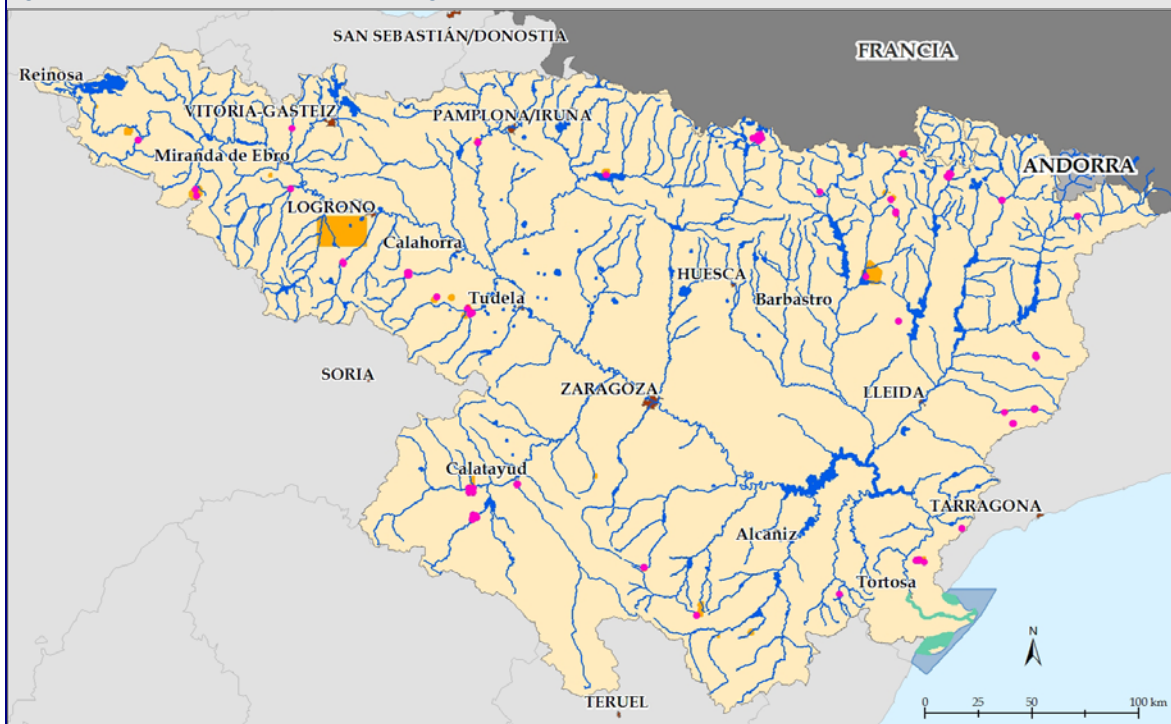 SAN SEBASTIÁN/DONOSTIA
FRANCIA
Reinosa
VITORIA-GASTEIZ
PAMPLONA/IRUNA
Miranda de Ebro
ANDORRA
LOGROÑO
Calahorra
HUESCA
Tudela
Barbastro
SORIA
ZARAGOZA
LLEIDA
Calatayud
TARRAGONA
Alcañiz
Tortosa
N
TERUEL
0 25 50 100 km